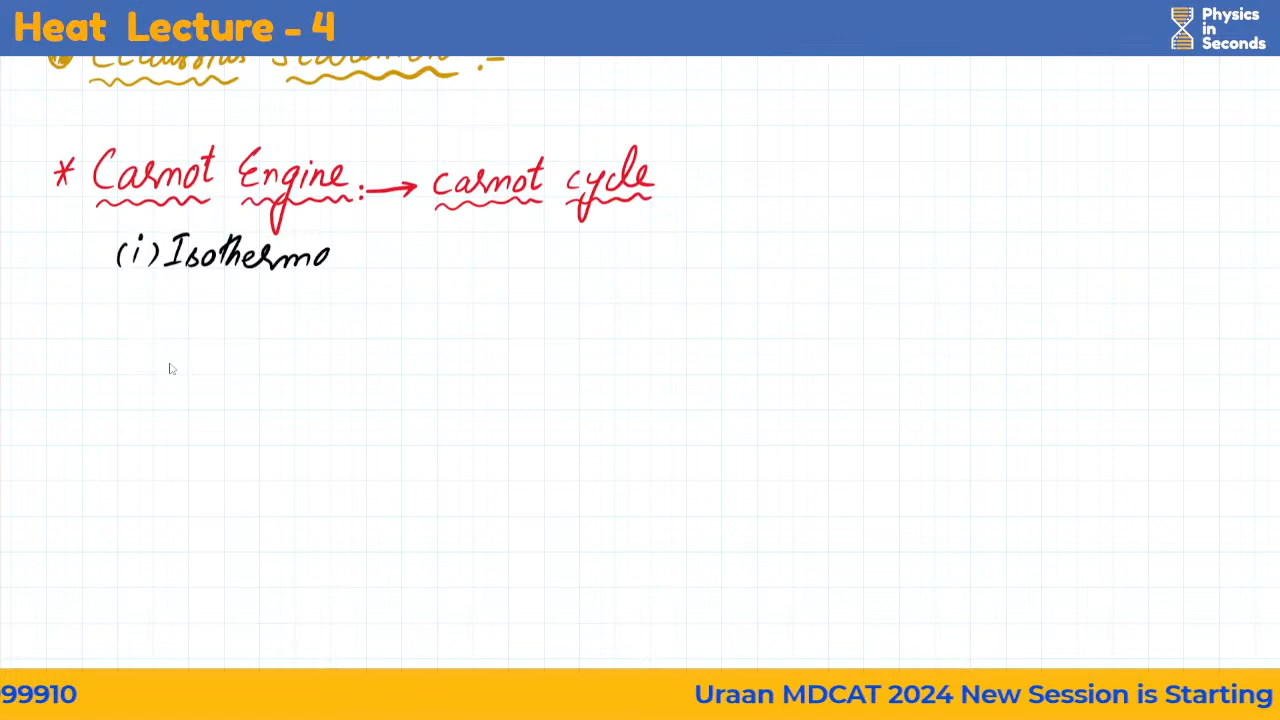 Heat Lecture - 4
Physics
in
Seconds
* Carnot Engine :→ carnot cycle
(i) Isothermo
99910
Uraan MDCAT 2024 New Session is Starting